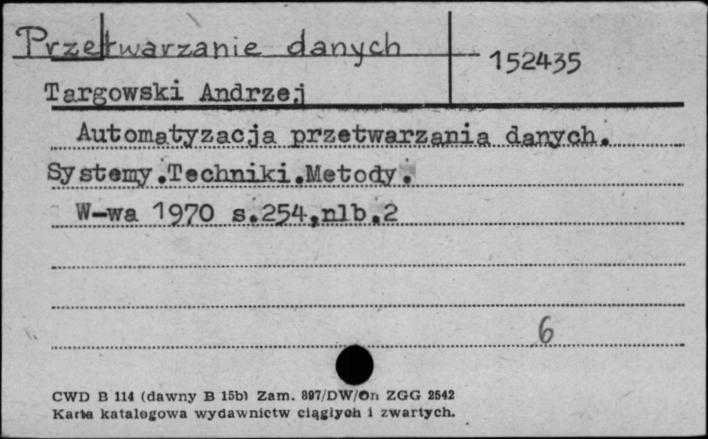 Przetwarzanie danych
152435
Targowski Andrzej
Automatyzacja przetwarzania danych.
Systemy.Techniki.Metody.
W-wa 1970 s.254,nlb.2
6
CWD B 114 (dawny B 15b) Zam. 897/DW/On ZGG 2542
Karta katalogowa wydawnictw ciągłych i zwartych.